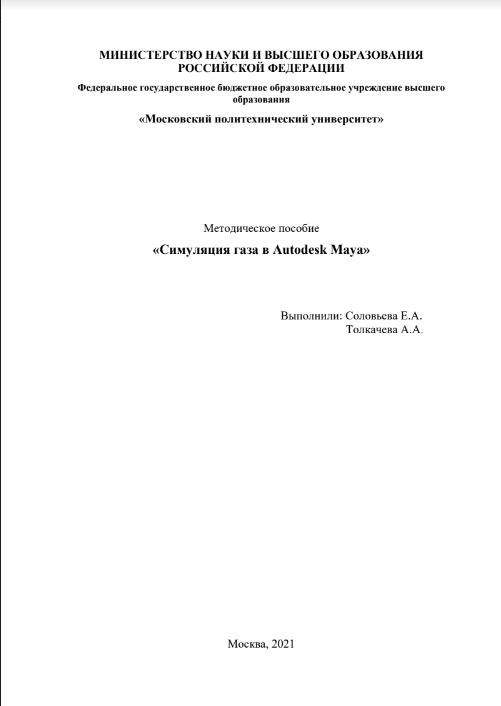 МИНИСТЕРСТВО НАУКИ И ВЫСШЕГО ОБРАЗОВАНИЯ
РОССИЙСКОЙ ФЕДЕРАЦИИ
Федеральное государственное бюджетное образовательное учреждение высшего
образования
«Московский политехнический университет»
Методическое пособие
«Симуляция газа в Autodesk Maya»
Выполнили: Соловьева Е.А.
Толкачева А.А.
Москва, 2021